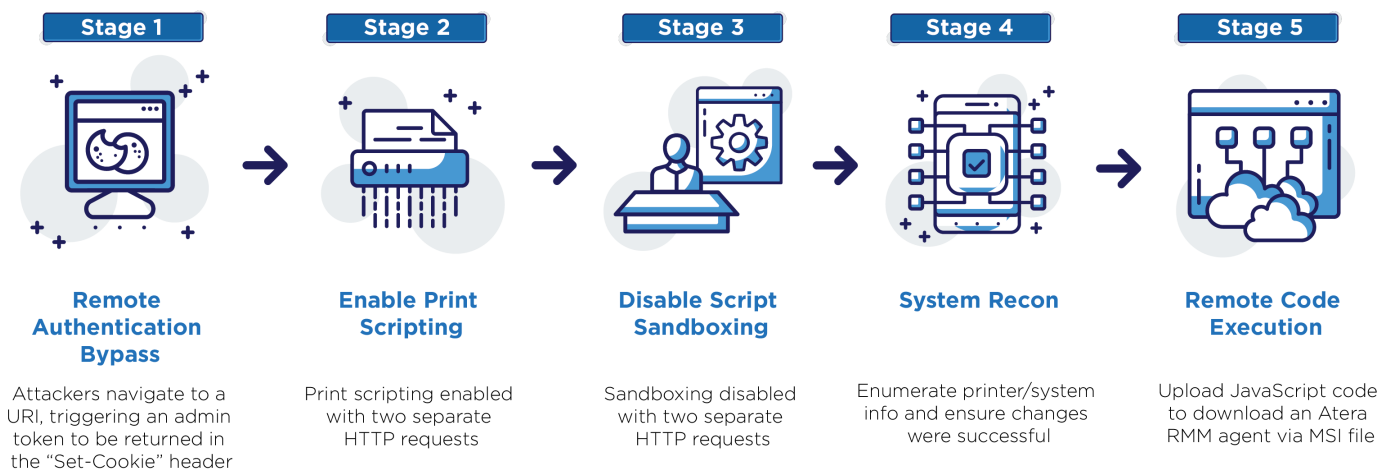 Stage 1
Stage 2
Stage 3
Stage 4
Stage 5
Remote
Authentication
Bypass
Enable Print
Scripting
Disable Script
Sandboxing
System Recon
Remote Code
Execution
Attackers navigate to a
URI, triggering an admin
token to be returned in
the “Set-Cookie” header
Print scripting enabled
with two separate
HTTP requests
Sandboxing disabled
with two separate
HTTP requests
Enumerate printer/system
info and ensure changes
were successful
Upload JavaScript code
to download an Atera
RMM agent via MSI file